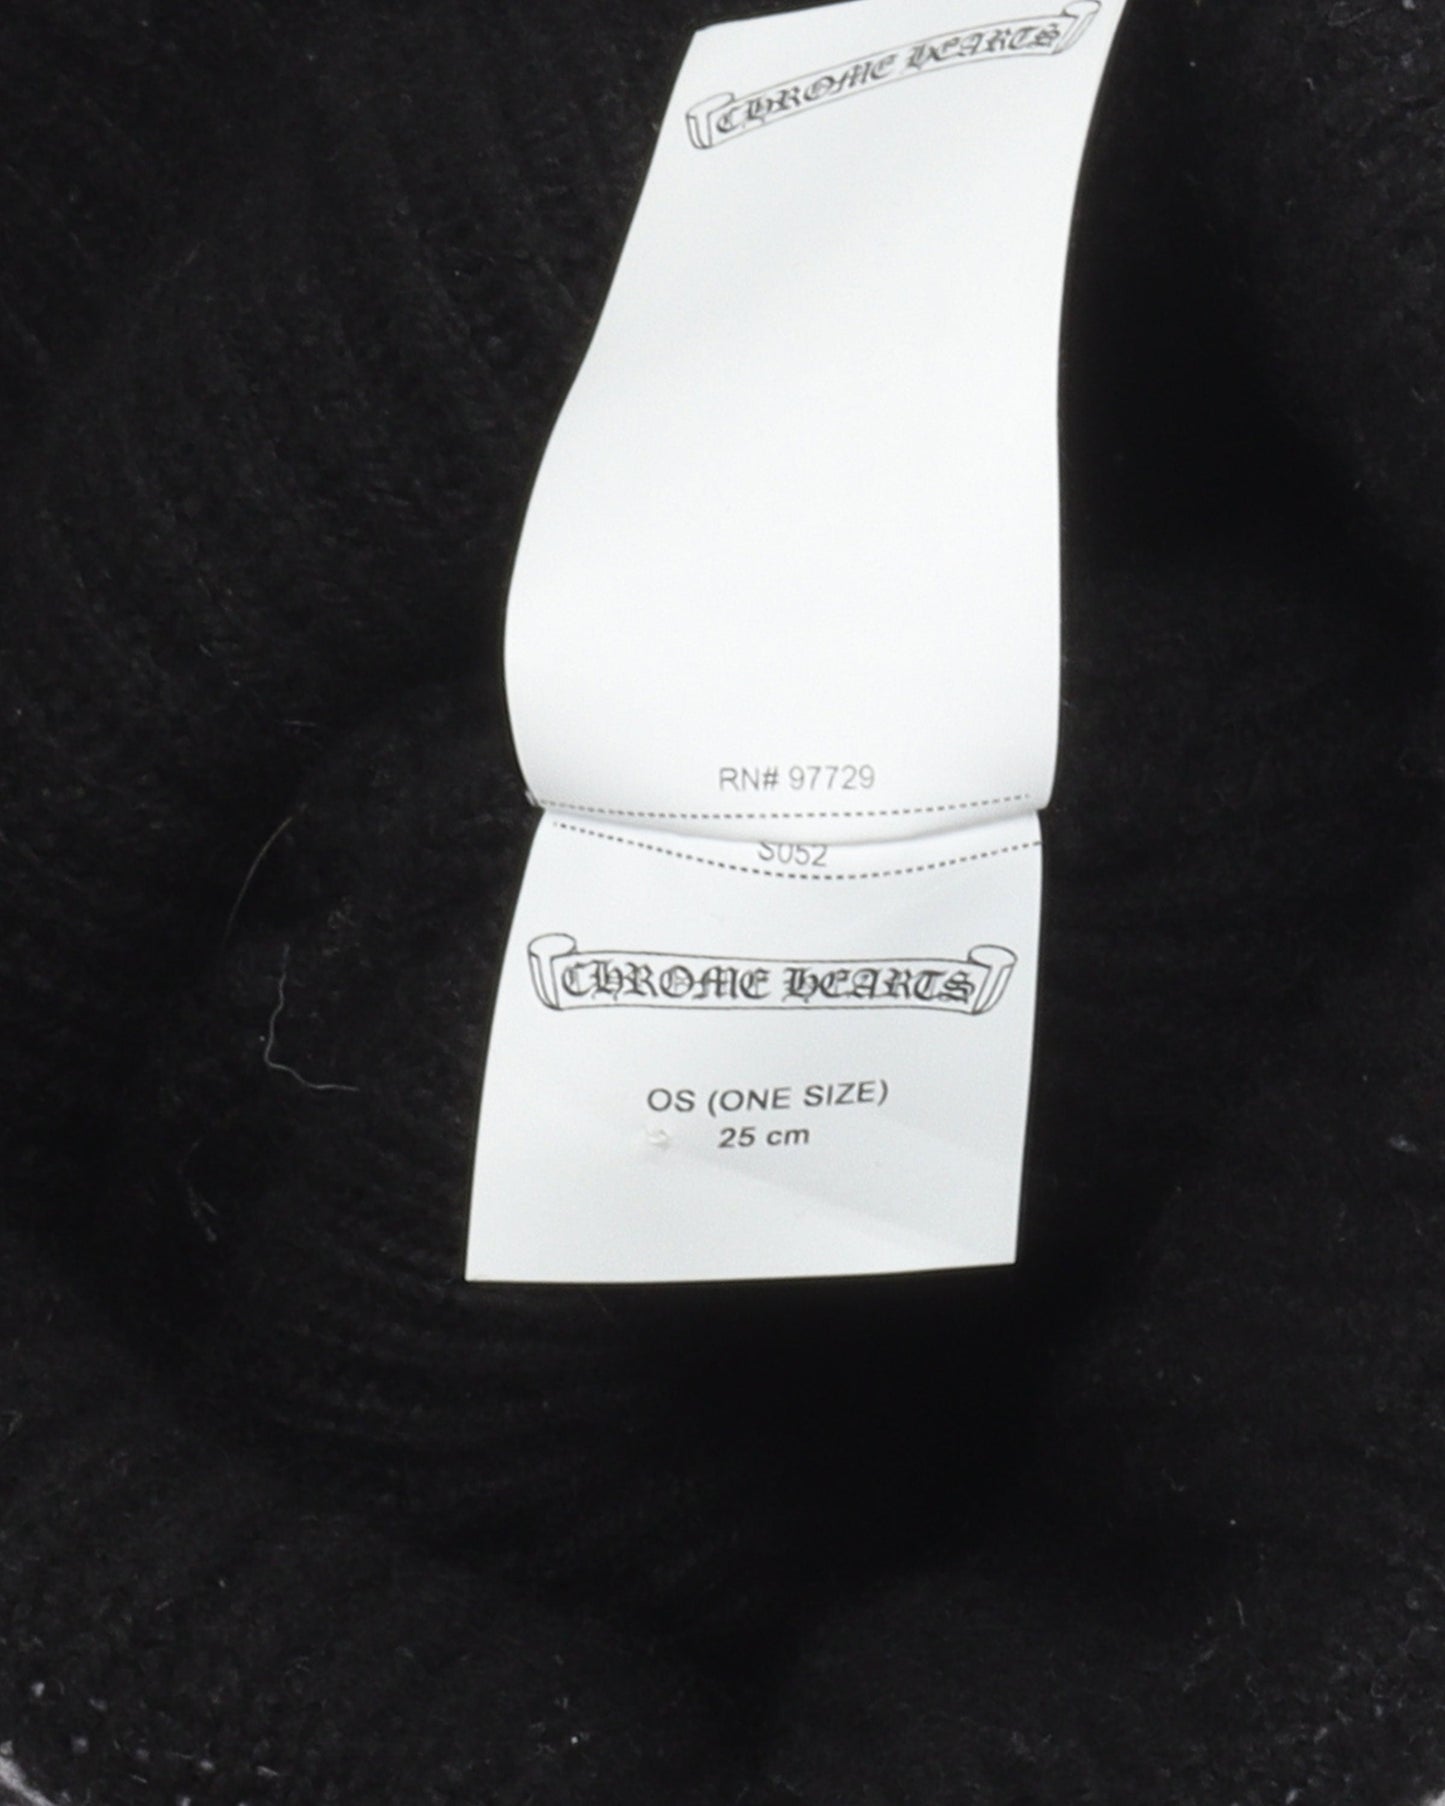 CHROME HEARTS
RN# 97729
S052
CHROME HEARTS
OS (ONE SIZE)
25 cm